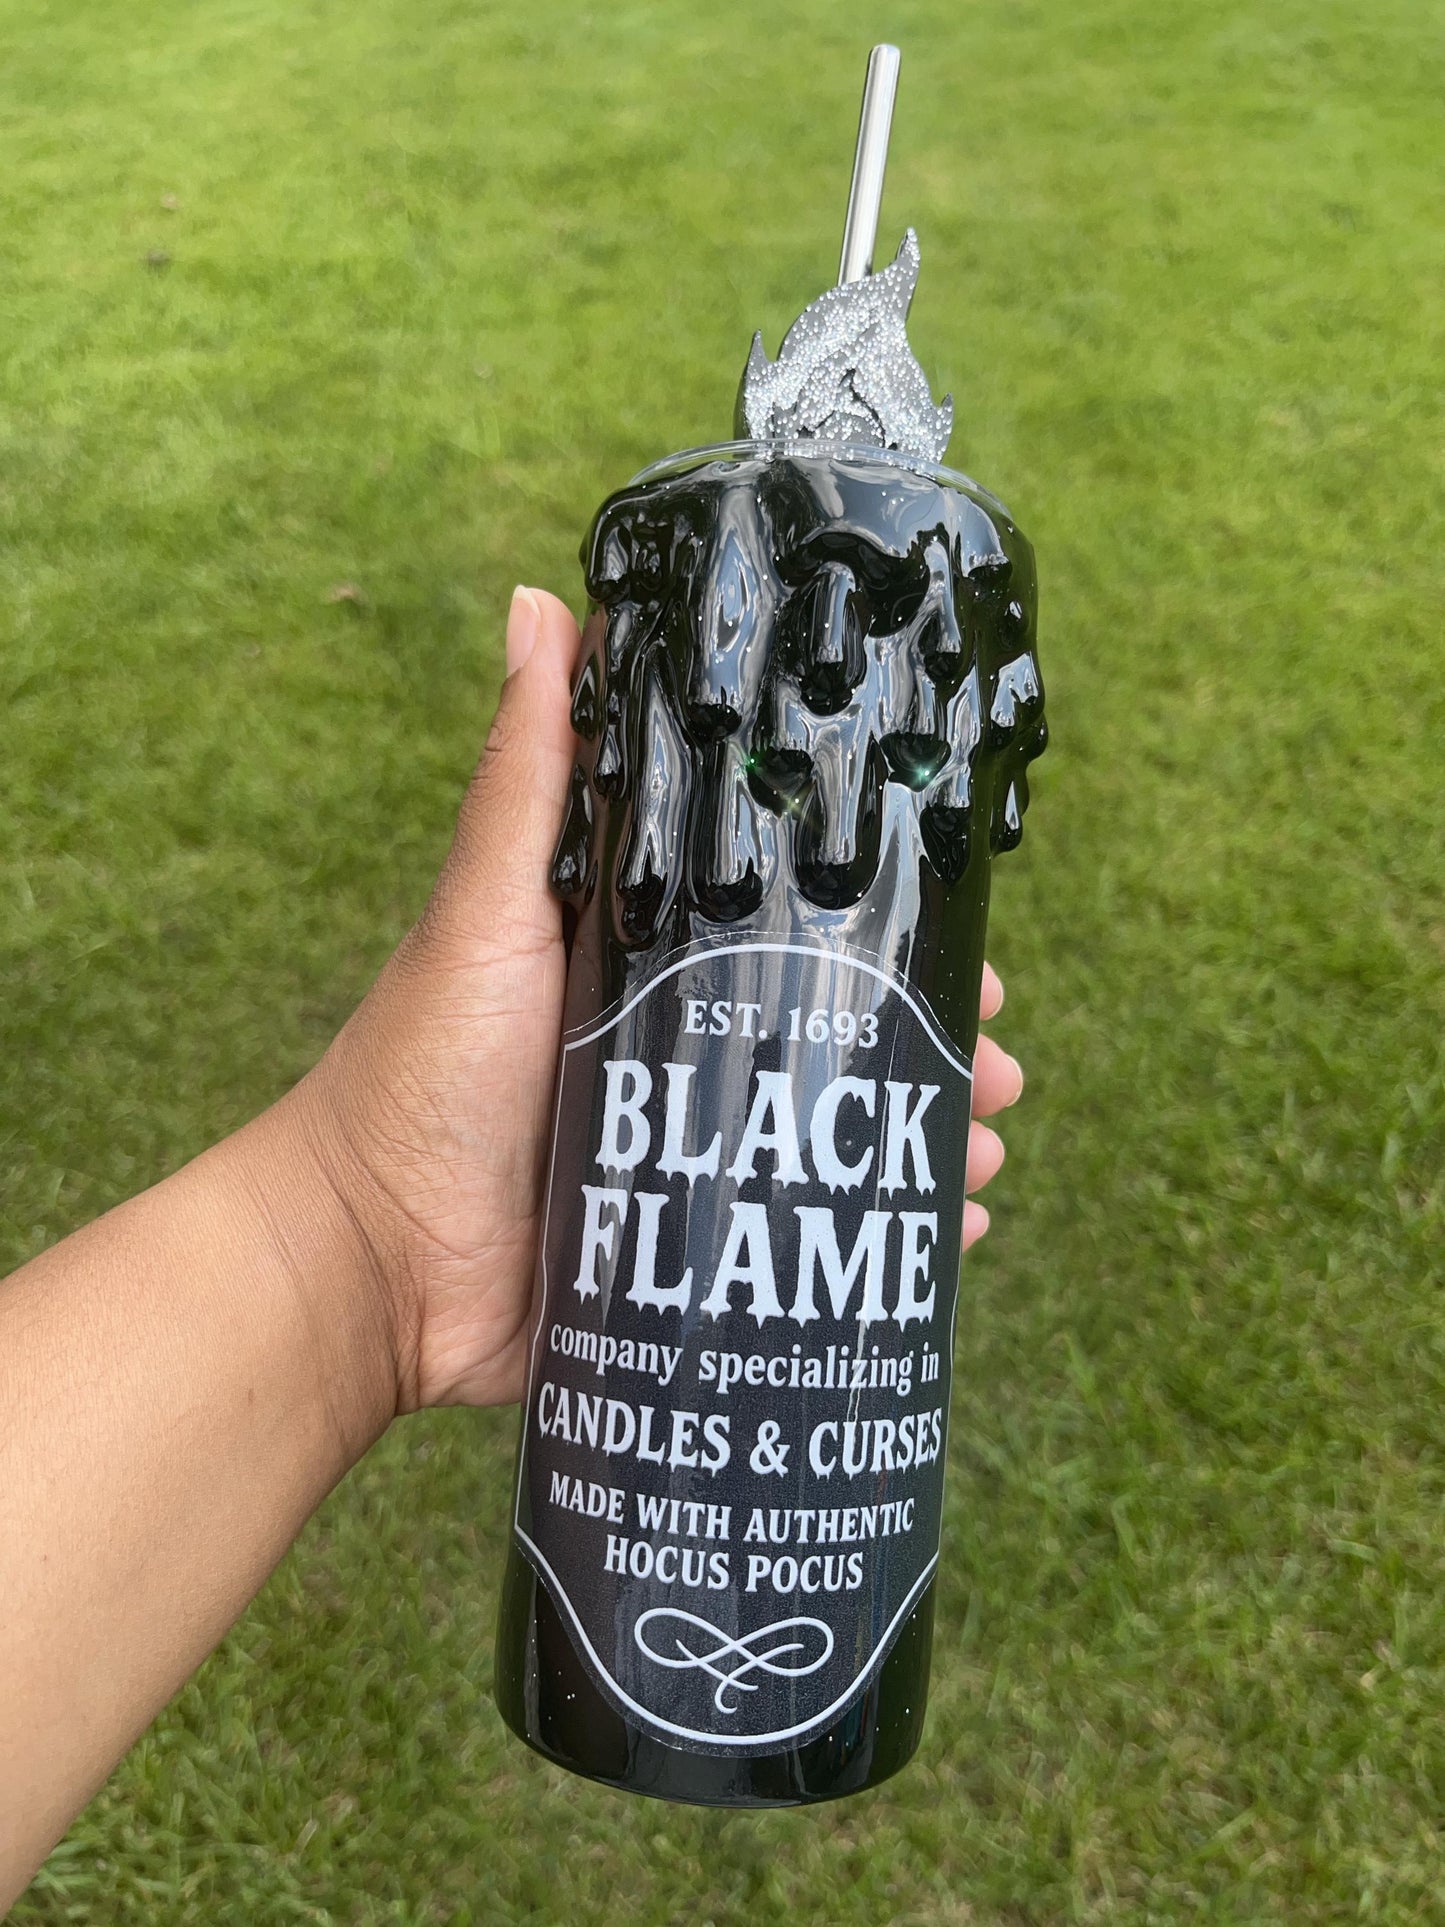 EST. 1693
BLACK
FLAME
company specializing in
CANDLES & CURSES
MADE WITH AUTHENTIC
HOCUS POCUS